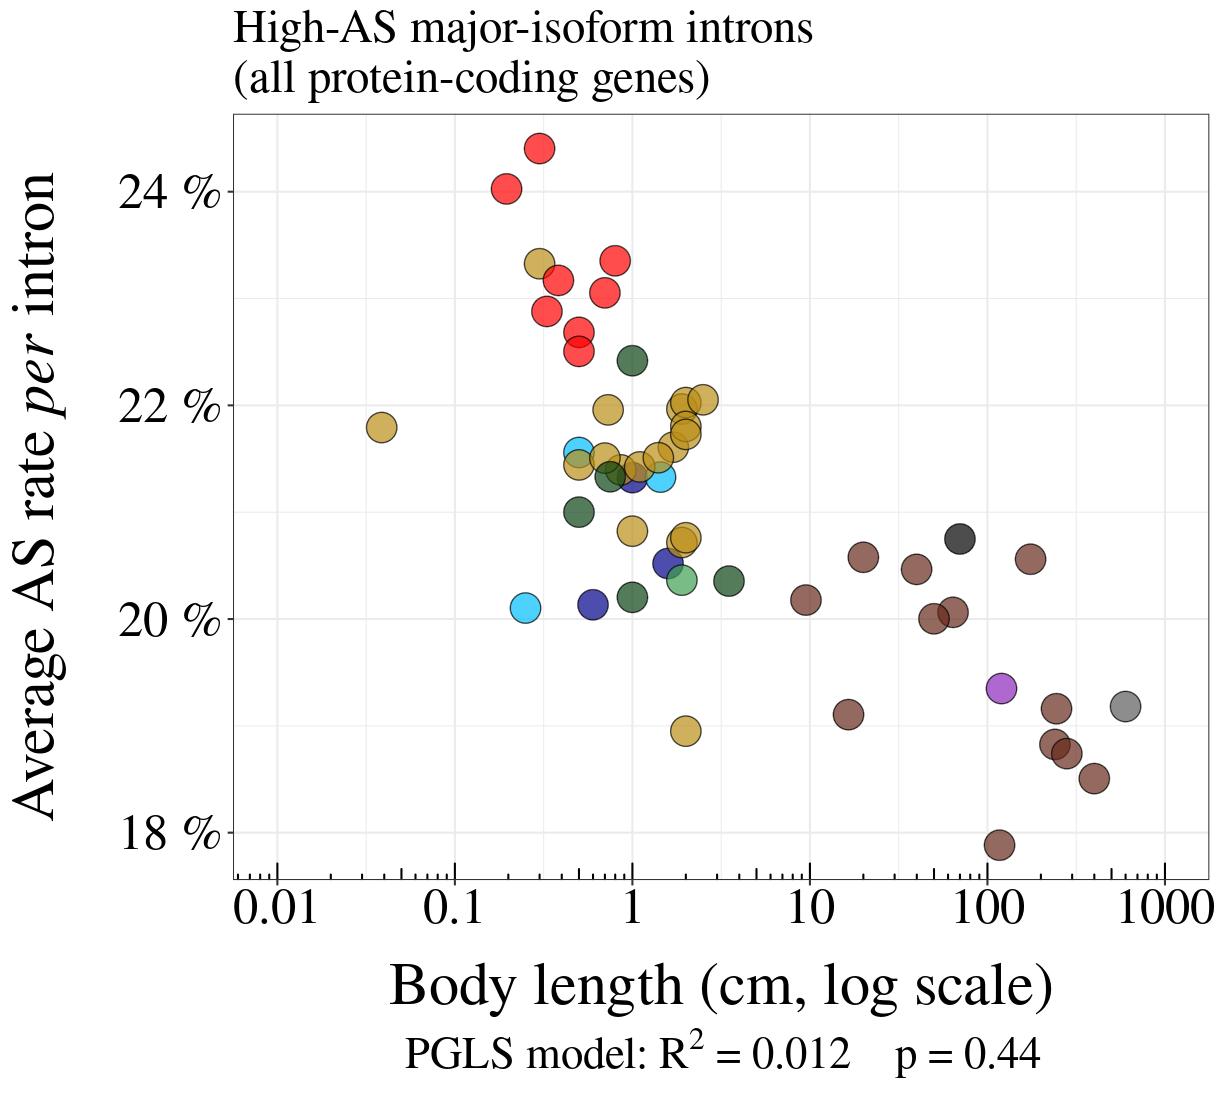 High-AS major-isoform introns
(all protein-coding genes)
Average AS rate per intron
24 %
22 %
20 %
18 %
0.01 0.1 1 10 100 1000
Body length (cm, log scale)
PGLS model: R² = 0.012 p = 0.44